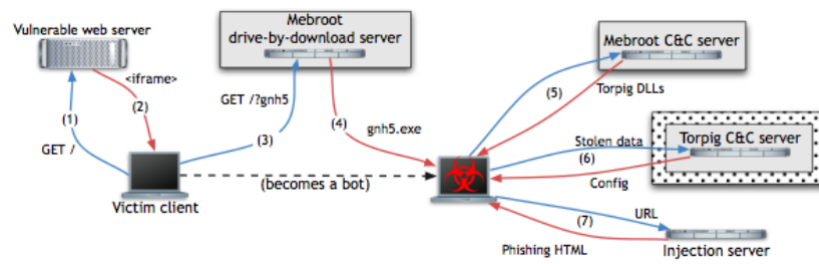 Vulnerable web server
<iframe>
(1)
(2)
GET /
Victim client
Mebroot
drive-by-download server
GET /?gnh5
(3)
(4)
gnh5.exe
(becomes a bot)
Mebroot C&C server
(5)
Torpig DLLs
Stolen data
(6)
Config
Torpig C&C server
(7)
URL
Phishing HTML
Injection server